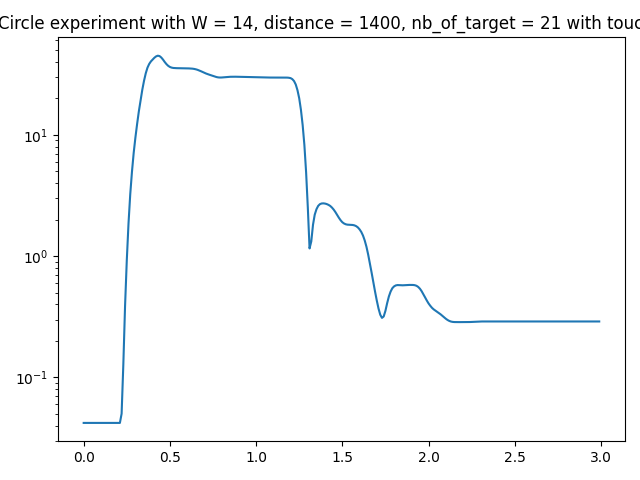 Circle experiment with W = 14, distance = 1400, nb_of_target = 21 with
10¹
10⁰
10⁻¹
0.0 0.5 1.0 1.5 2.0 2.5 3.0